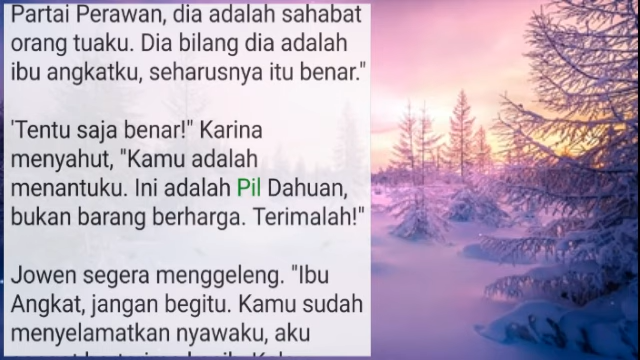 Partai Perawan, dia adalah sahabat
orang tuaku. Dia bilang dia adalah
ibu angkatku, seharusnya itu benar."
'Tentu saja benar!" Karina
menyahut, "Kamu adalah
menantuku. Ini adalah Pil Dahuan,
bukan barang berharga. Terimalah!"
Jowen segera menggeleng. "Ibu
Angkat, jangan begitu. Kamu sudah
menyelamatkan nyawaku, aku